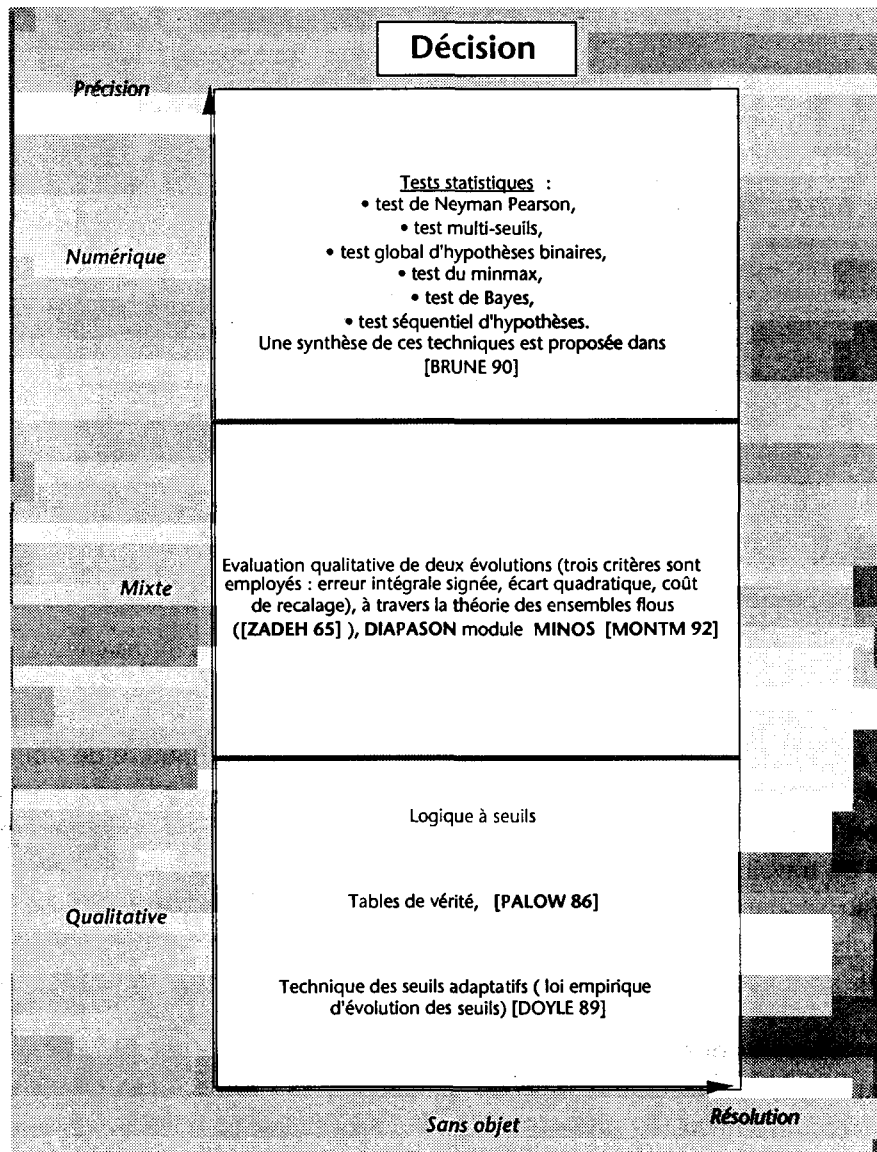 Décision
Précision
Tests statistiques :
• test de Neyman Pearson,
• test multi-seuils,
Numérique
• test global d'hypothèses binaires,
• test du minmax,
• test de Bayes,
• test séquentiel d'hypothèses.
Une synthèse de ces techniques est proposée dans
[BRUNE 90]
Mixte
Evaluation qualitative de deux évolutions (trois critères sont
employés : erreur intégrale signée, écart quadratique, coût
de recalage), à travers la théorie des ensembles flous
([ZADEH 65] ), DIAPASON module MINOS [MONTM 92]
Logique à seuils
Qualitative
Tables de vérité, [PALOW 86]
Technique des seuils adaptatifs ( loi empirique
d'évolution des seuils) [DOYLE 89]
Sans objet
Résolution